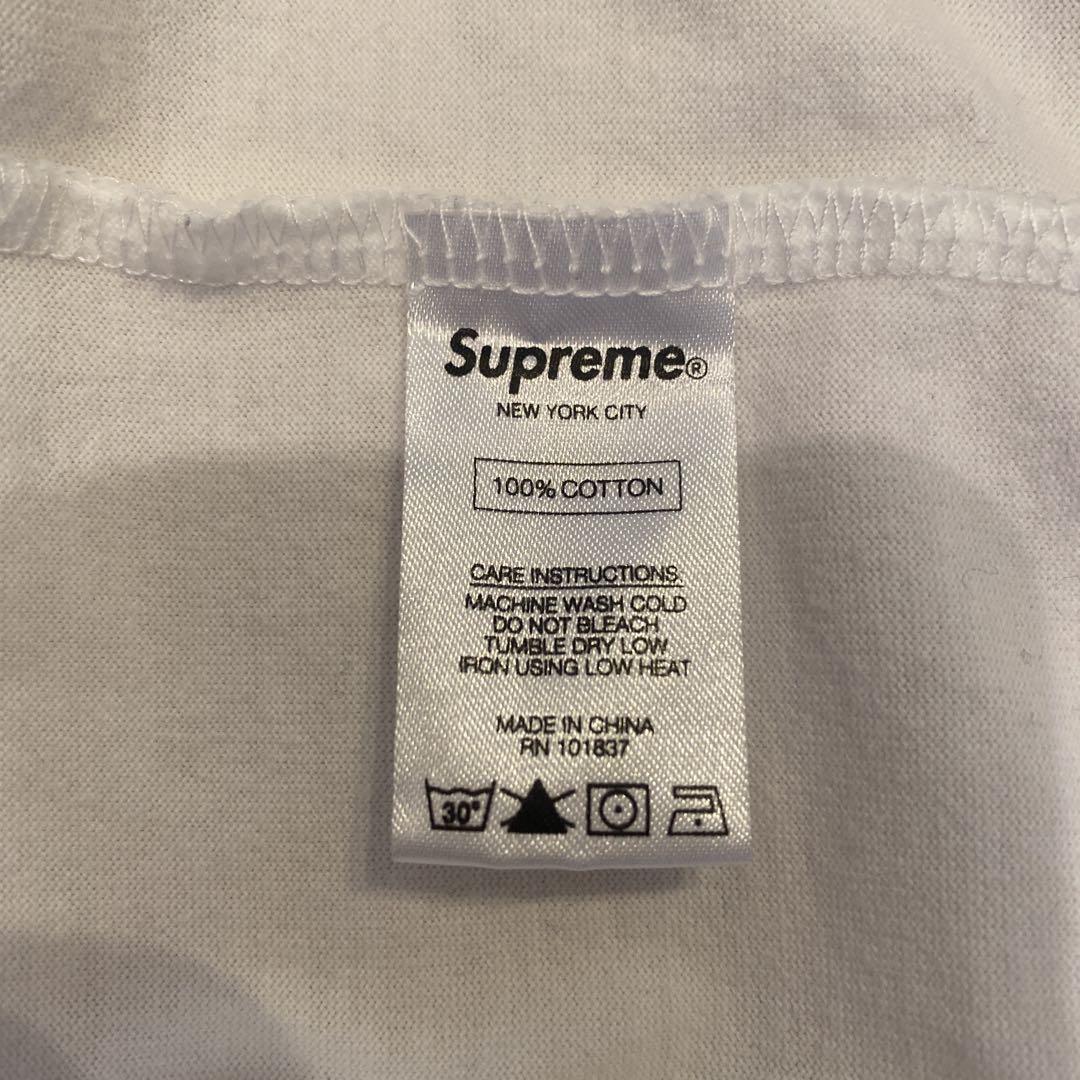 Supreme®
NEW YORK CITY
100% COTTON
CARE INSTRUCTIONS
MACHINE WASH COLD
DO NOT BLEACH
TUMBLE DRY LOW
IRON USING LOW HEAT
MADE IN CHINA
RN 101837
30°